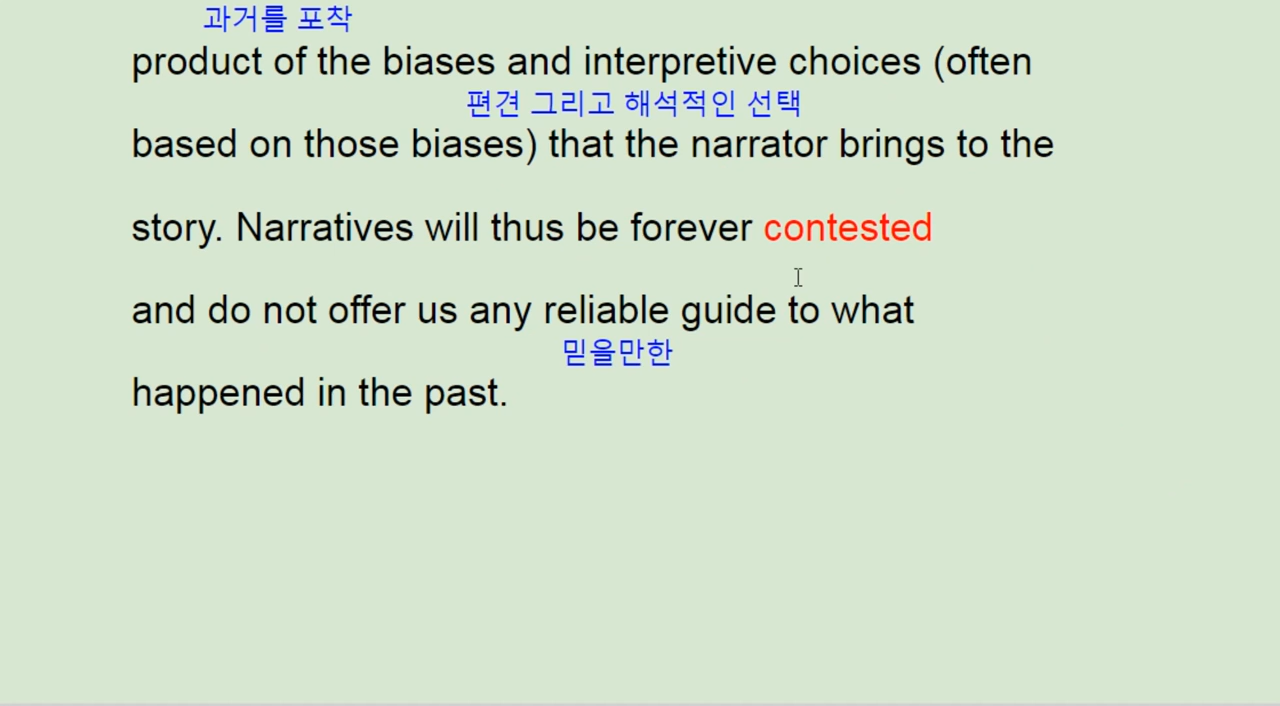 과거를 포착
product of the biases and interpretive choices (often
편견 그리고 해석적인 선택
based on those biases) that the narrator brings to the
story. Narratives will thus be forever contested
and do not offer us any reliable guide to what
믿을만한
happened in the past.